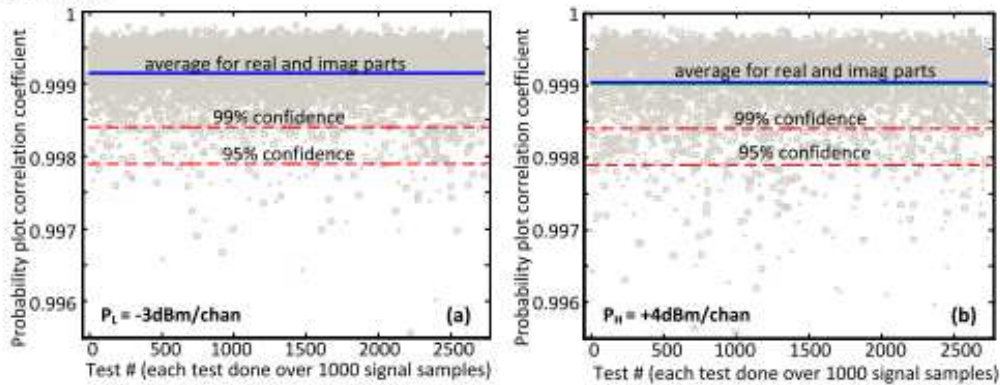 Probability plot correlation coefficient
1
0.999
0.998
0.997
0.996
average for real and imag parts
99% confidence
95% confidence
P_L = -3dBm/chan
(a)
0 500 1000 1500 2000 2500
Test # (each test done over 1000 signal samples)
Probability plot correlation coefficient
1
0.999
0.998
0.997
0.996
average for real and imag parts
99% confidence
95% confidence
P_H = +4dBm/chan
(b)
0 500 1000 1500 2000 2500
Test # (each test done over 1000 signal samples)